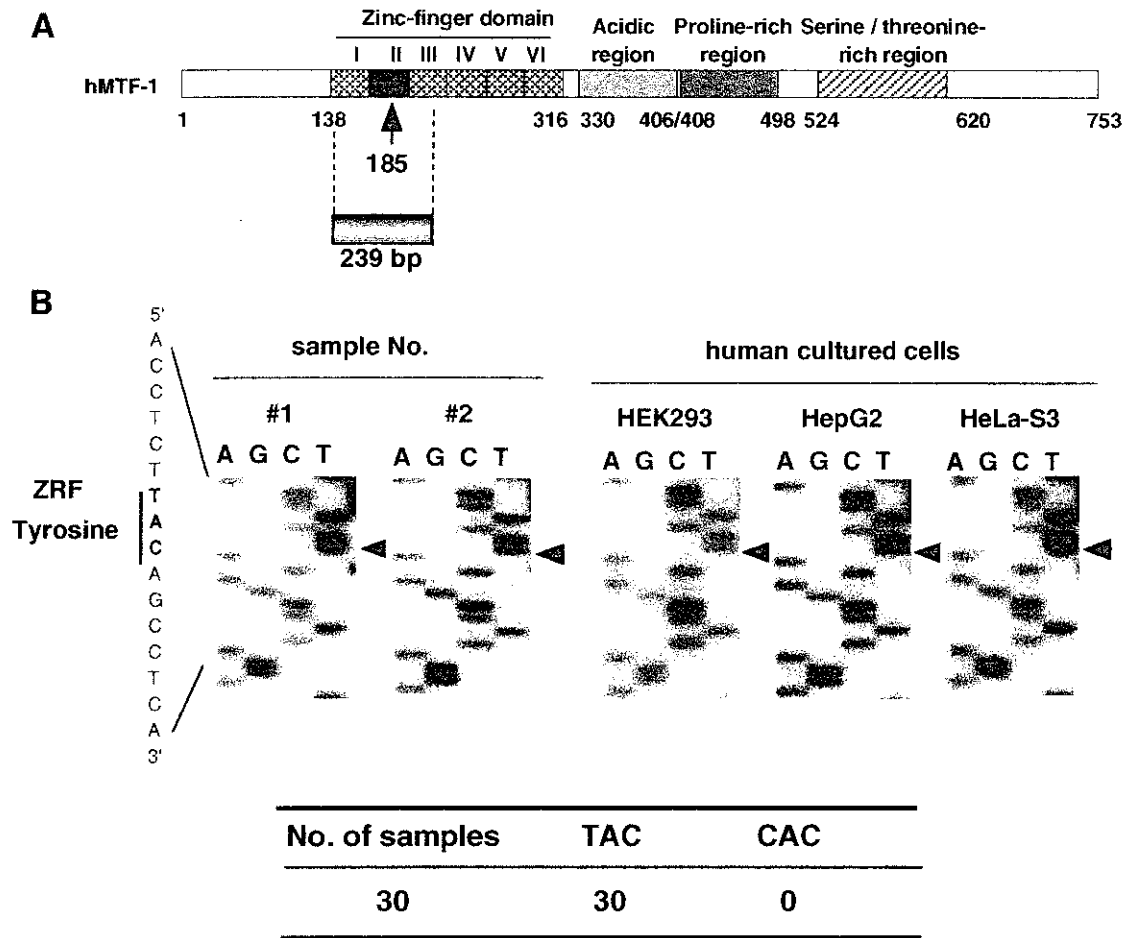 A
Zinc-finger domain
I II III IV V VI
Acidic region
Proline-rich region
Serine / threonine-rich region
hMTF-1
1 138 316 330 406/408 498 524 620 753
185
239 bp
B
5'
A
C
C
T
C
T
T
A
C
A
G
C
C
T
C
A
3'
ZRF
Tyrosine
sample No.
human cultured cells
#1 #2 HEK293 HepG2 HeLa-S3
A G C T A G C T A G C T A G C T A G C T
No. of samples TAC CAC
30 30 0